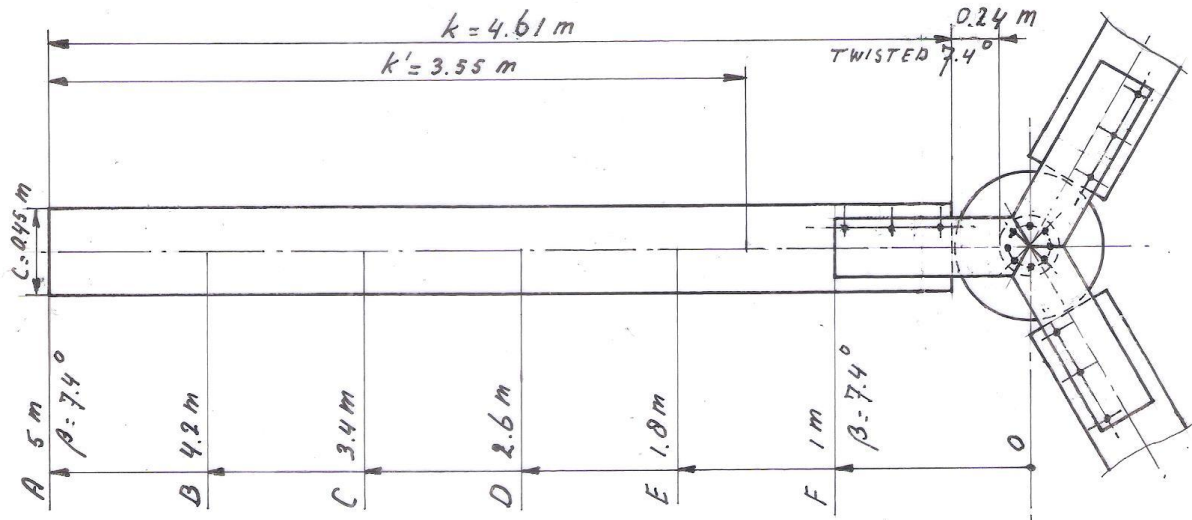 k = 4.61 m
0.24 m
k' = 3.55 m
TWISTED 7.4°
C = 0.45 m
A 5 m
β = 7.4°
B 4.2 m
C 3.4 m
D 2.6 m
E 1.8 m
F 1 m
β = 7.4°
0